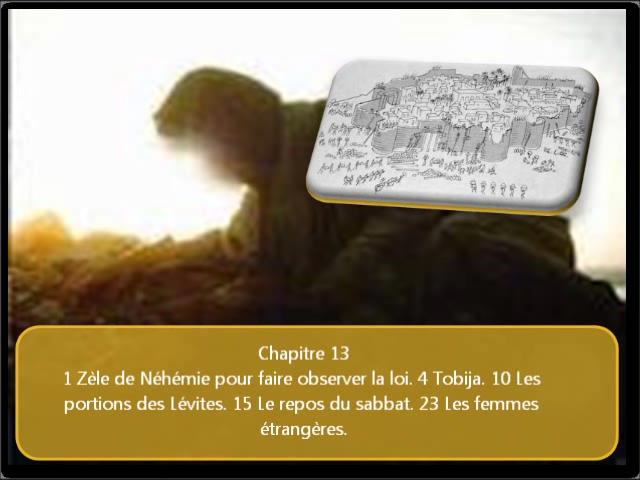 Chapitre 13
1 Zèle de Néhémie pour faire observer la loi. 4 Tobija. 10 Les
portions des Lévites. 15 Le repos du sabbat. 23 Les femmes
étrangères.